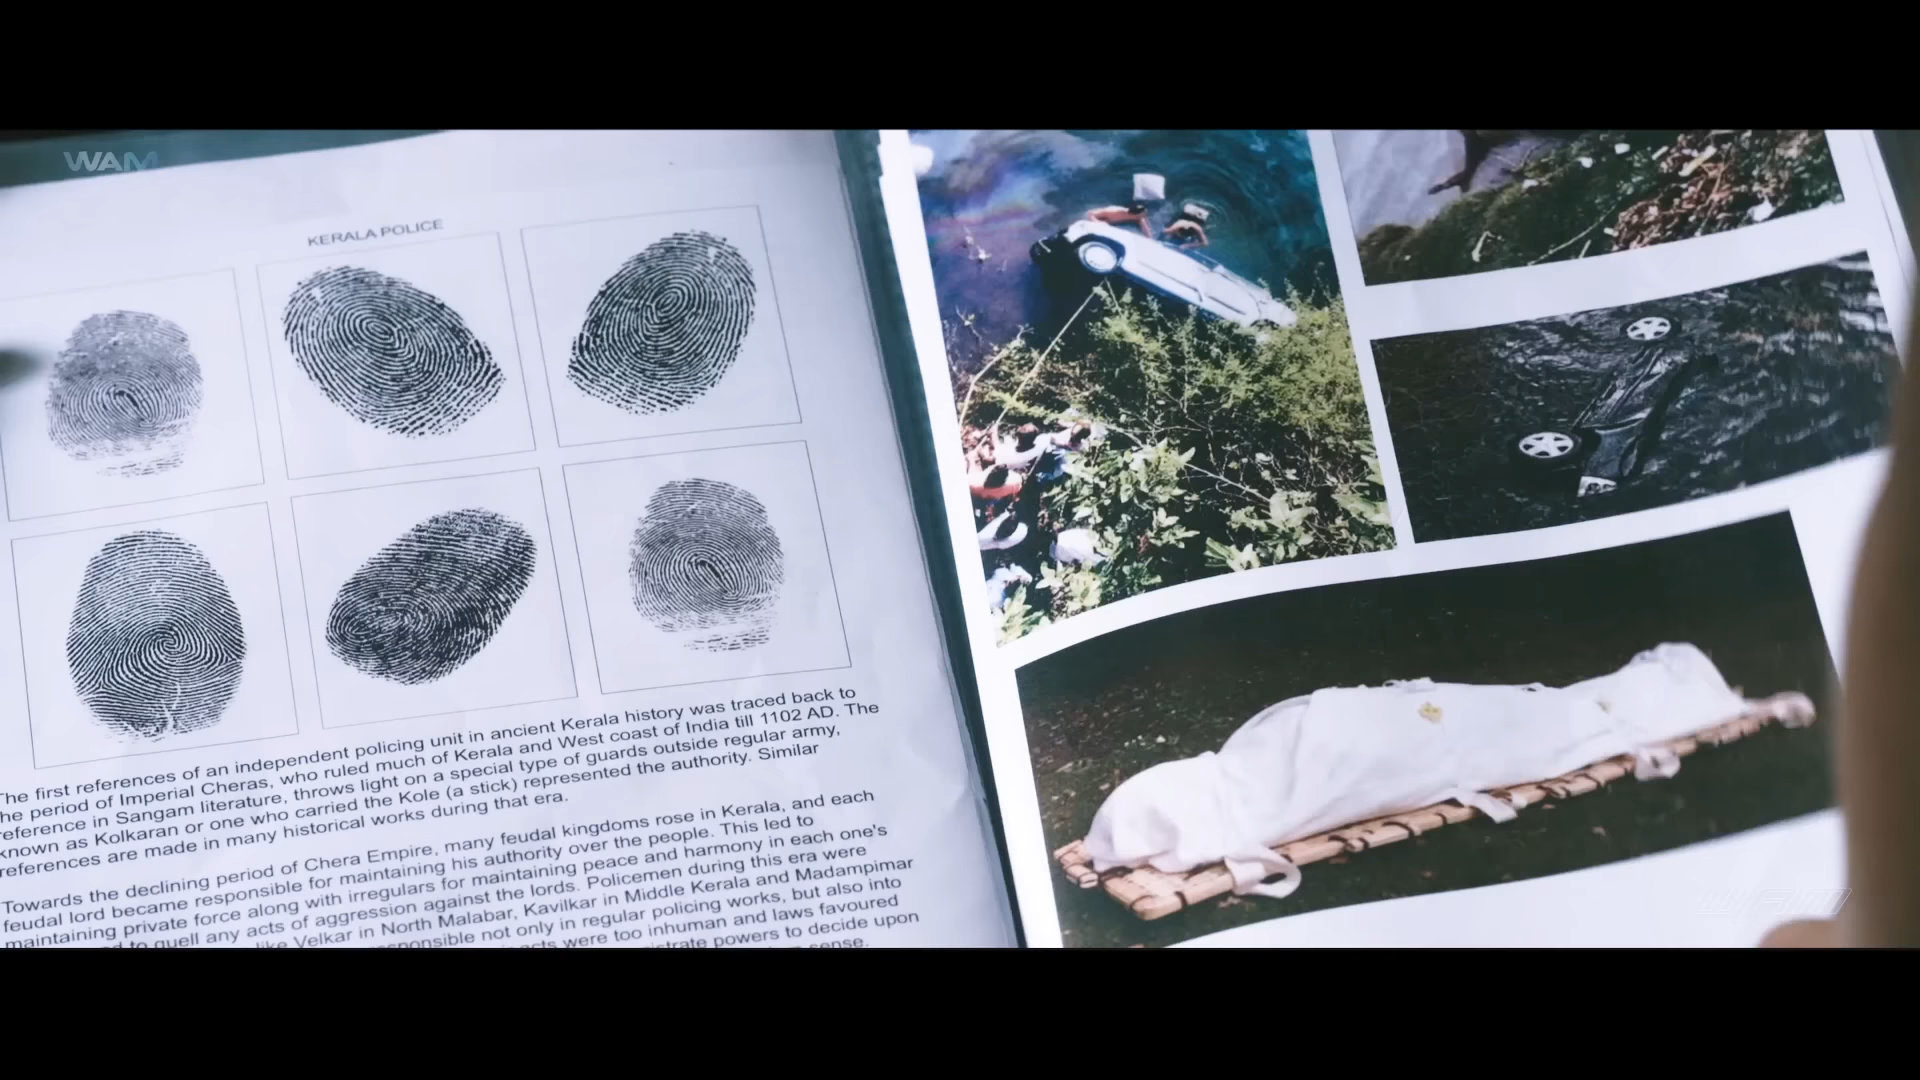 WAM
KERALA POLICE
The first references of an independent policing unit in ancient Kerala history was traced back to
the period of Imperial Cheras, who ruled much of Kerala and West coast of India till 1102 AD. The
reference in Sangam literature, throws light on a special type of guards outside regular army,
known as Kolkaran or one who carried the Kole (a stick) represented the authority. Similar
references are made in many historical works during that era.
Towards the declining period of Chera Empire, many feudal kingdoms rose in Kerala, and each
feudal lord became responsible for maintaining his authority over the people. This led to
maintaining private force along with irregulars for maintaining peace and harmony in each one's
to quell any acts of aggression against the lords. Policemen during this era were
like Velkar in North Malabar, Kavilkar in Middle Kerala and Madampimar
responsible not only in regular policing works, but also into
acts were too inhuman and laws favoured
powers to decide upon
sense.